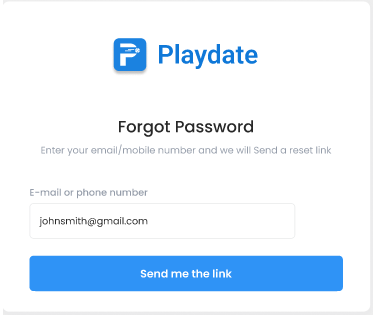 Playdate
Forgot Password
Enter your email/mobile number and we will Send a reset link
E-mail or phone number
johnsmith@gmail.com
Send me the link